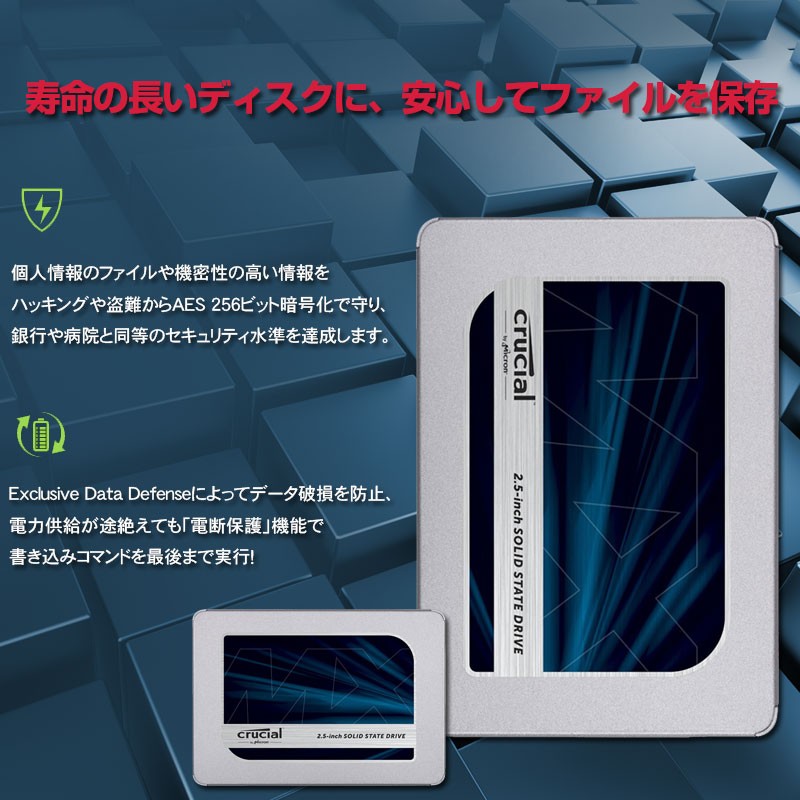 寿命の長いディスクに、安心してファイルを保存
個人情報のファイルや機密性の高い情報を
ハッキングや盗難からAES 256ビット暗号化で守り、
銀行や病院と同等のセキュリティ水準を達成します。
Exclusive Data Defenseによってデータ破損を防止、
電力供給が途絶えても「電断保護」機能で
書き込みコマンドを最後まで実行!
crucial
by Micron
2.5-inch SOLID STATE DRIVE
MX
crucial
by Micron
2.5-inch SOLID STATE DRIVE